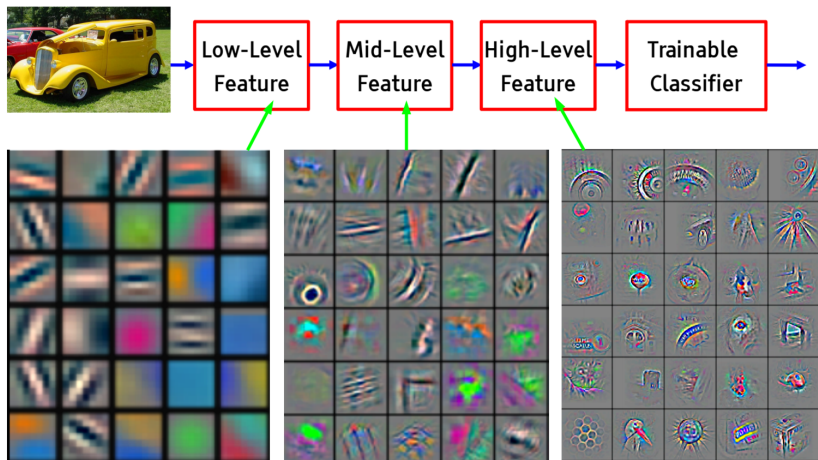 Low-Level
Feature
Mid-Level
Feature
High-Level
Feature
Trainable
Classifier